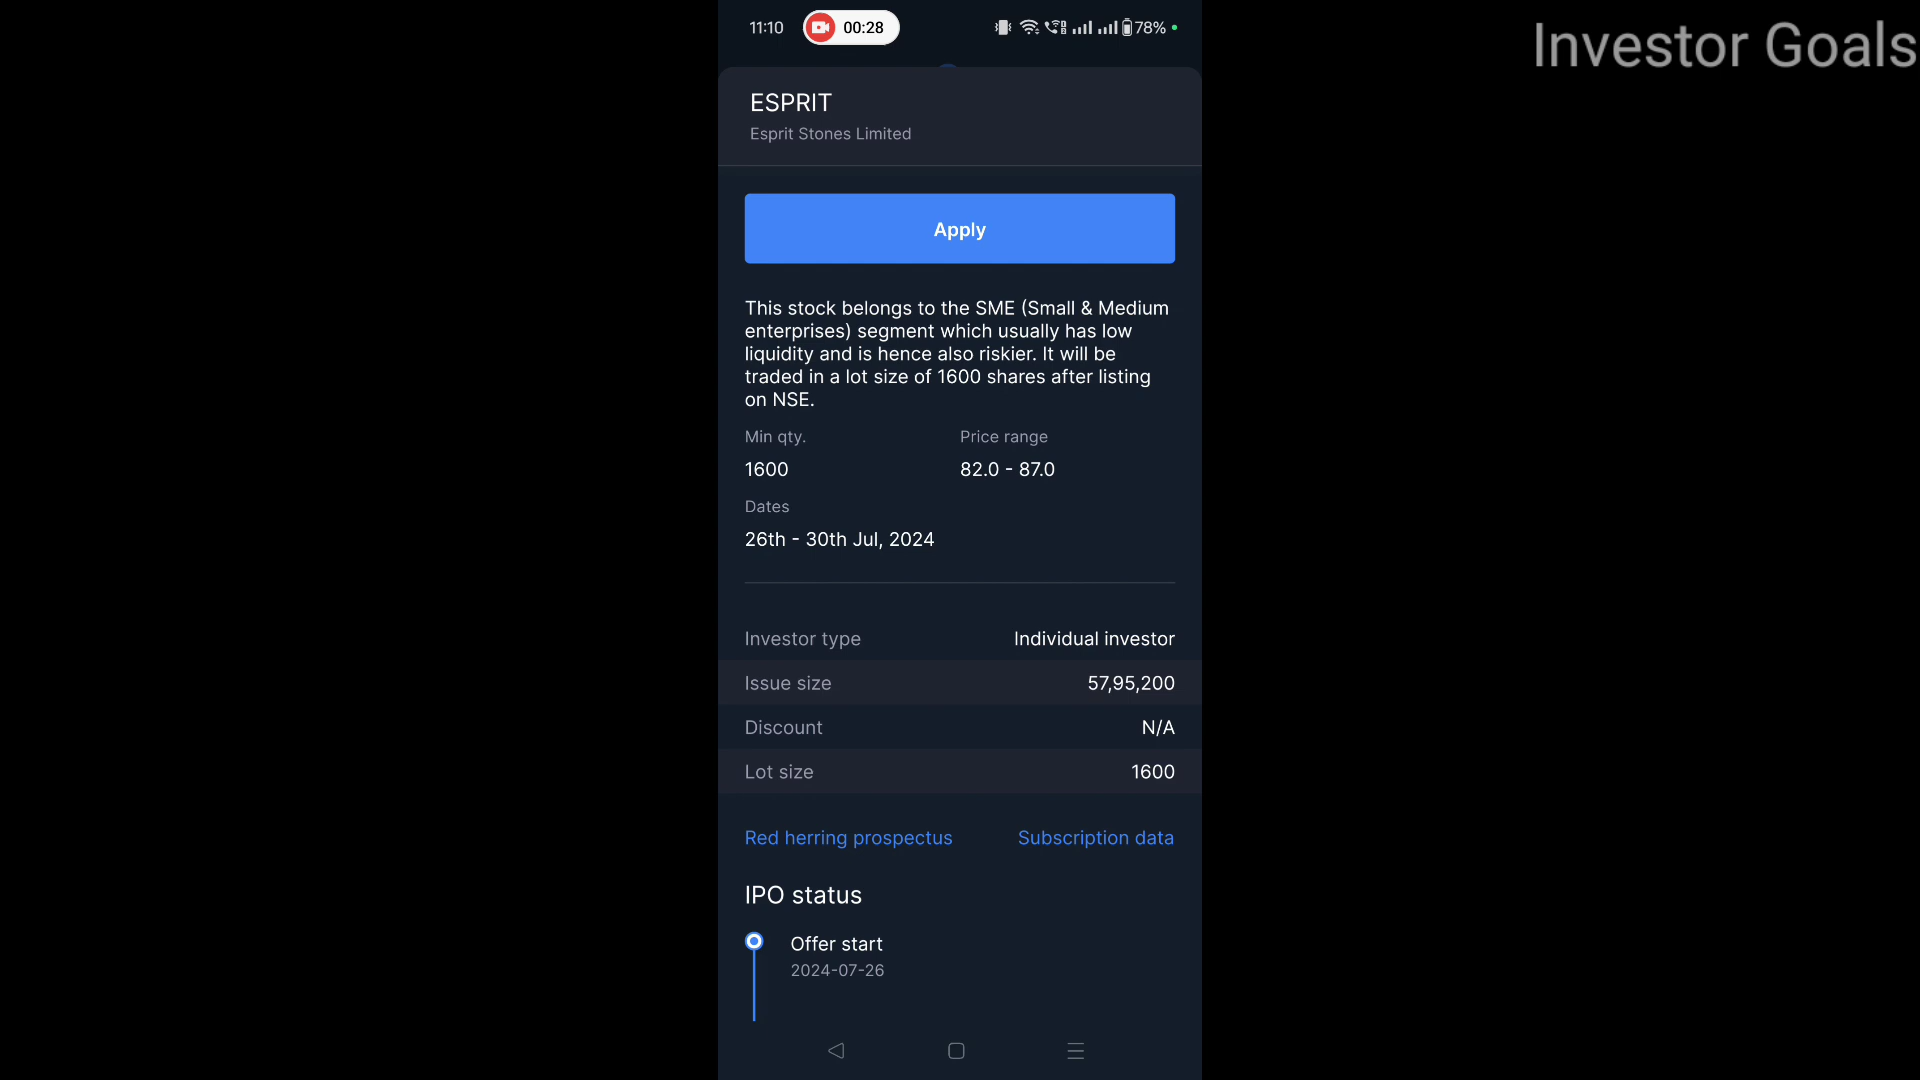 Investor Goals
11:10 00:28 78%
ESPRIT
Esprit Stones Limited
Apply
This stock belongs to the SME (Small & Medium
enterprises) segment which usually has low
liquidity and is hence also riskier. It will be
traded in a lot size of 1600 shares after listing
on NSE.
Min qty. Price range
1600 82.0 - 87.0
Dates
26th - 30th Jul, 2024
Investor type Individual investor
Issue size 57,95,200
Discount N/A
Lot size 1600
Red herring prospectus Subscription data
IPO status
Offer start
2024-07-26